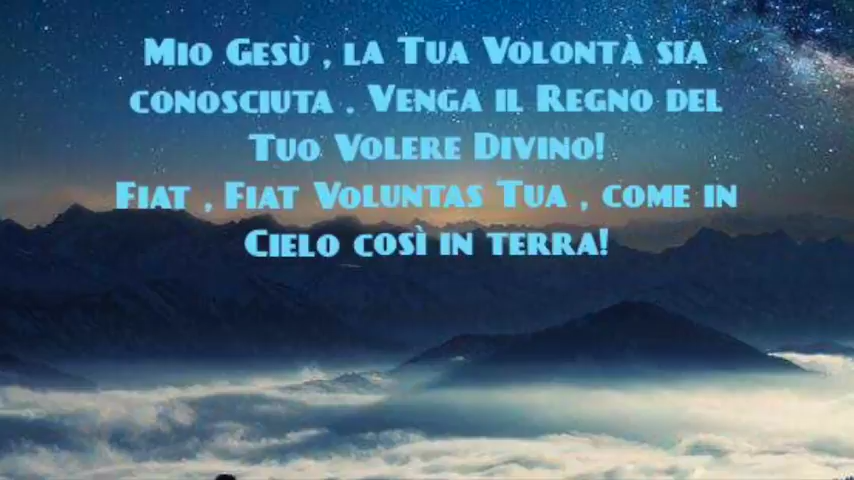 Mio Gesù , la Tua Volontà sia
conosciuta . Venga il Regno del
Tuo Volere Divino!
Fiat , Fiat Voluntas Tua , come in
Cielo così in terra!